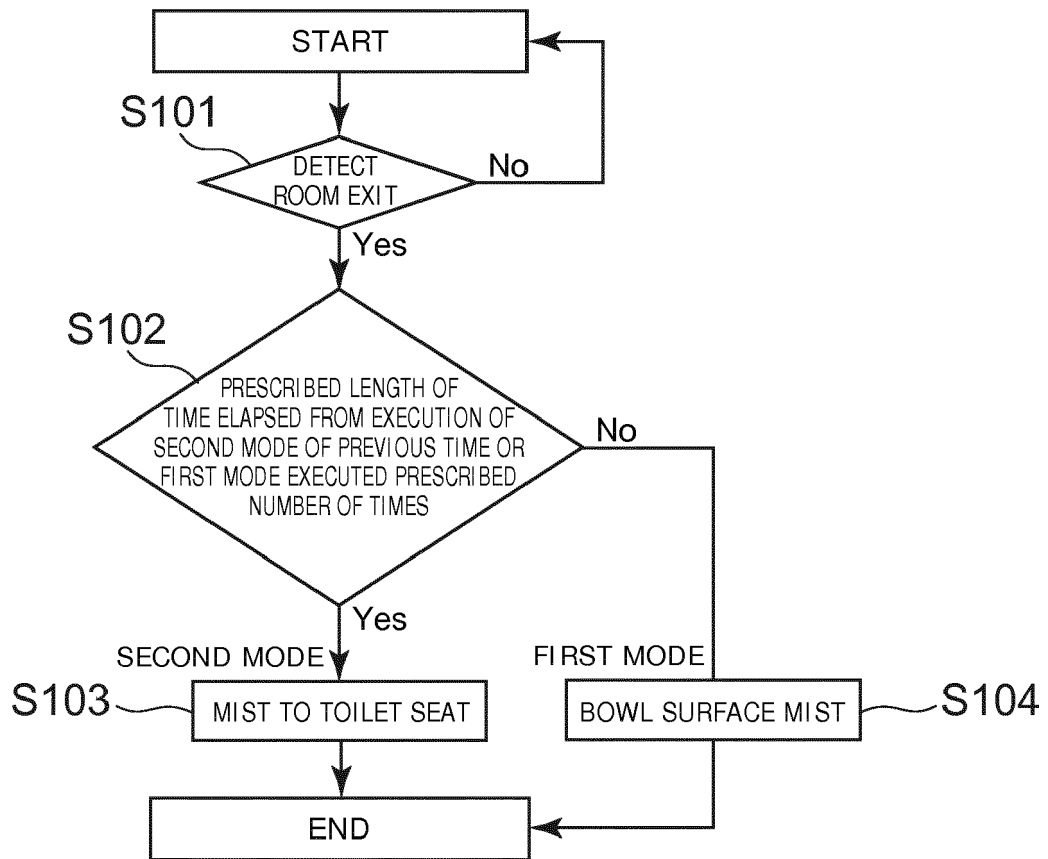 START
S101
DETECT
ROOM EXIT
No
Yes
S102
PRESCRIBED LENGTH OF
TIME ELAPSED FROM EXECUTION OF
SECOND MODE OF PREVIOUS TIME OR
FIRST MODE EXECUTED PRESCRIBED
NUMBER OF TIMES
No
Yes
SECOND MODE
FIRST MODE
S103
MIST TO TOILET SEAT
BOWL SURFACE MIST
S104
END